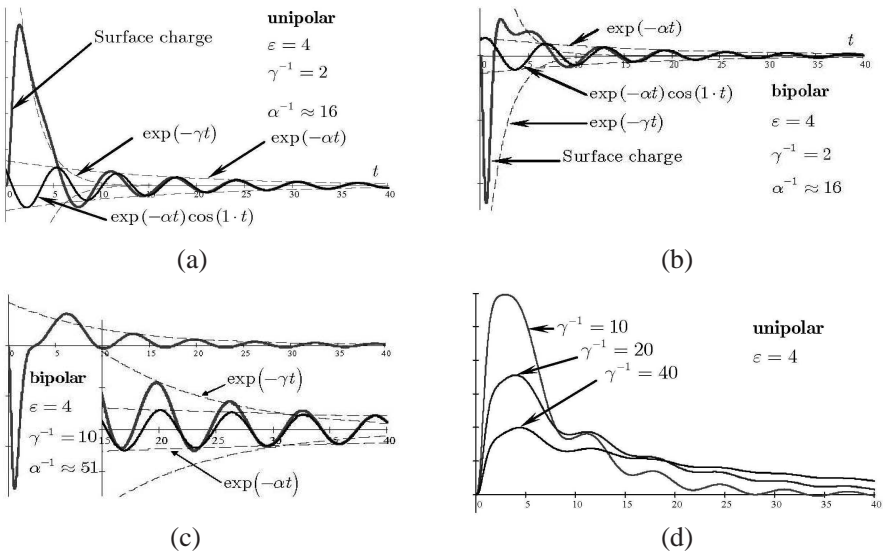 unipolar
Surface charge
ε = 4
γ⁻¹ = 2
α⁻¹ ≈ 16
exp(−γt)
exp(−αt)
t
0 5 10 15 20 25 30 35 40
exp(−αt)cos(1·t)
(a)
exp(−αt)
t
0 5 10 15 20 25 30 35 40
exp(−αt)cos(1·t)
bipolar
exp(−γt)
ε = 4
γ⁻¹ = 2
Surface charge
α⁻¹ ≈ 16
(b)
0 5 10 15 20 25 30 35 40
bipolar
exp(−γt)
ε = 4
γ⁻¹ = 10
15 20 25 30 35 40
α⁻¹ ≈ 51
exp(−αt)
(c)
γ⁻¹ = 10
unipolar
γ⁻¹ = 20
ε = 4
γ⁻¹ = 40
0 5 10 15 20 25 30 35 40
(d)